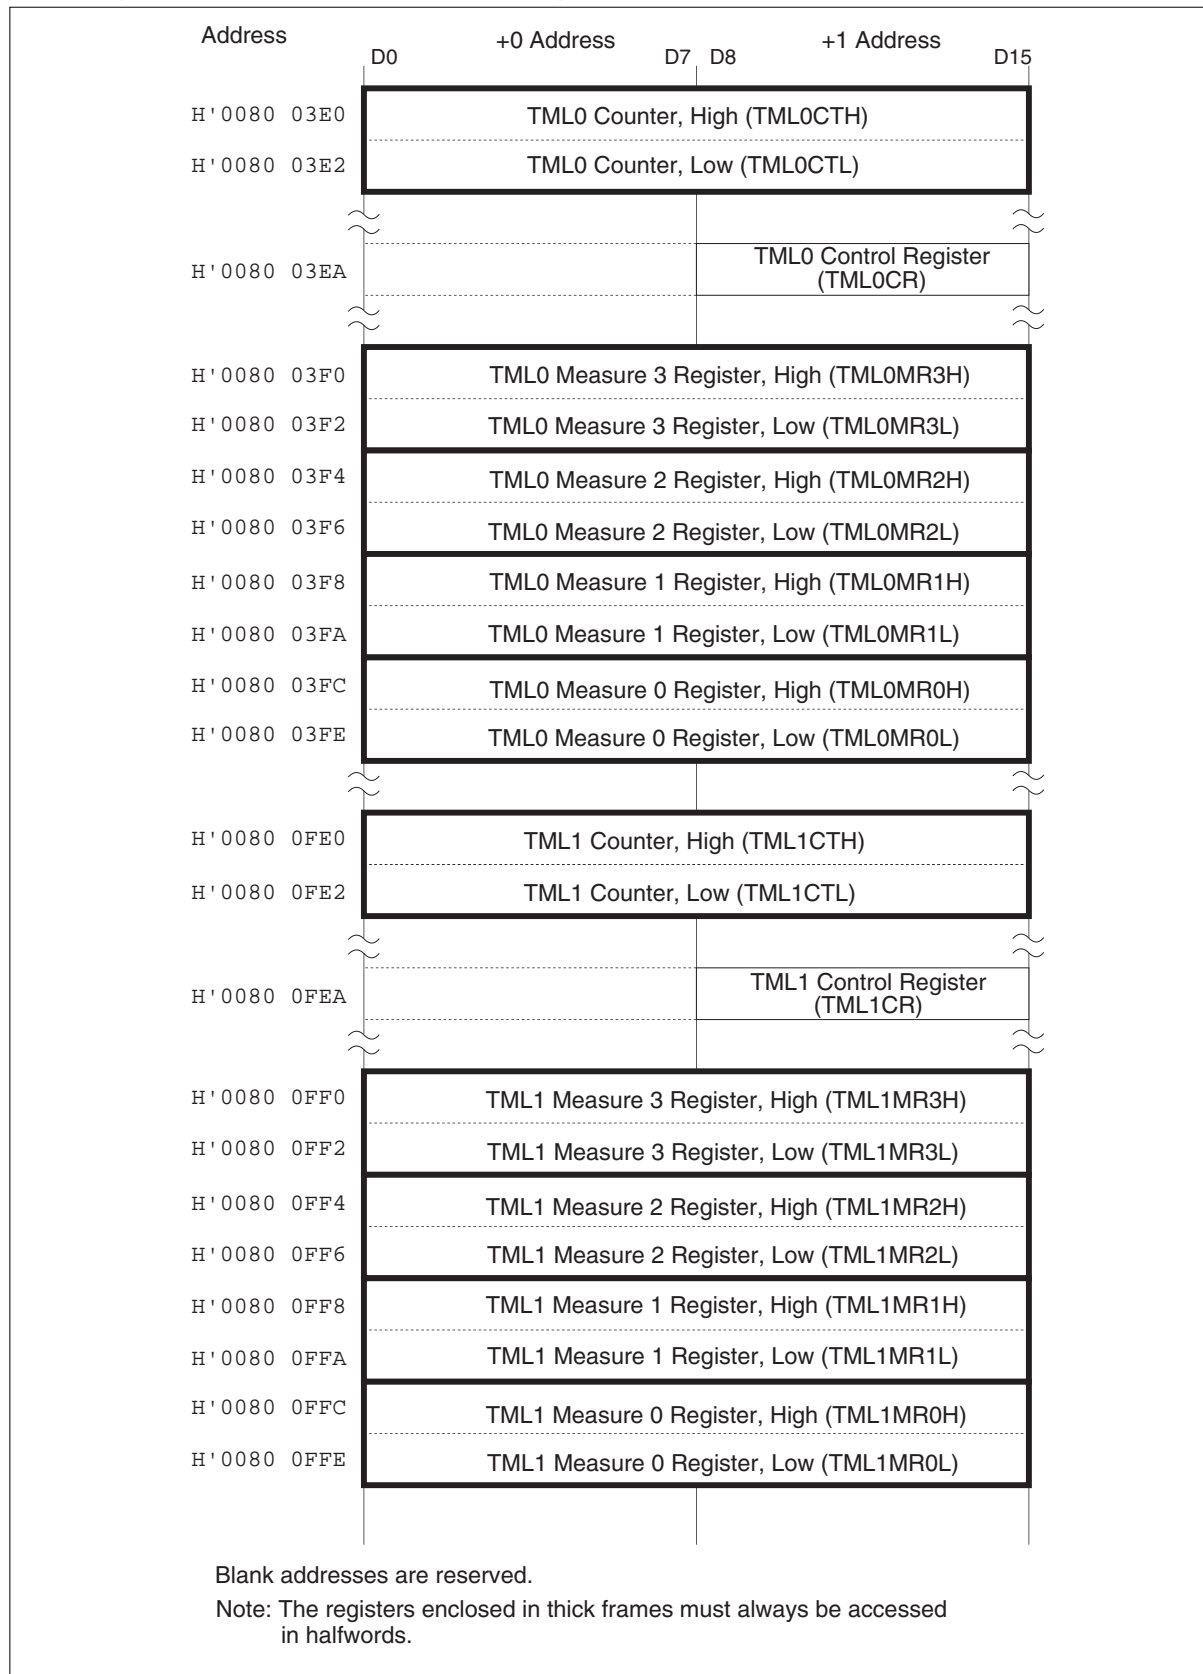 Address +0 Address +1 Address
D0 D7 D8 D15
H'0080 03E0 TML0 Counter, High (TML0CTH)
H'0080 03E2 TML0 Counter, Low (TML0CTL)
H'0080 03EA TML0 Control Register
(TML0CR)
H'0080 03F0 TML0 Measure 3 Register, High (TML0MR3H)
H'0080 03F2 TML0 Measure 3 Register, Low (TML0MR3L)
H'0080 03F4 TML0 Measure 2 Register, High (TML0MR2H)
H'0080 03F6 TML0 Measure 2 Register, Low (TML0MR2L)
H'0080 03F8 TML0 Measure 1 Register, High (TML0MR1H)
H'0080 03FA TML0 Measure 1 Register, Low (TML0MR1L)
H'0080 03FC TML0 Measure 0 Register, High (TML0MR0H)
H'0080 03FE TML0 Measure 0 Register, Low (TML0MR0L)
H'0080 0FE0 TML1 Counter, High (TML1CTH)
H'0080 0FE2 TML1 Counter, Low (TML1CTL)
H'0080 0FEA TML1 Control Register
(TML1CR)
H'0080 0FF0 TML1 Measure 3 Register, High (TML1MR3H)
H'0080 0FF2 TML1 Measure 3 Register, Low (TML1MR3L)
H'0080 0FF4 TML1 Measure 2 Register, High (TML1MR2H)
H'0080 0FF6 TML1 Measure 2 Register, Low (TML1MR2L)
H'0080 0FF8 TML1 Measure 1 Register, High (TML1MR1H)
H'0080 0FFA TML1 Measure 1 Register, Low (TML1MR1L)
H'0080 0FFC TML1 Measure 0 Register, High (TML1MR0H)
H'0080 0FFE TML1 Measure 0 Register, Low (TML1MR0L)
Blank addresses are reserved.
Note: The registers enclosed in thick frames must always be accessed
in halfwords.